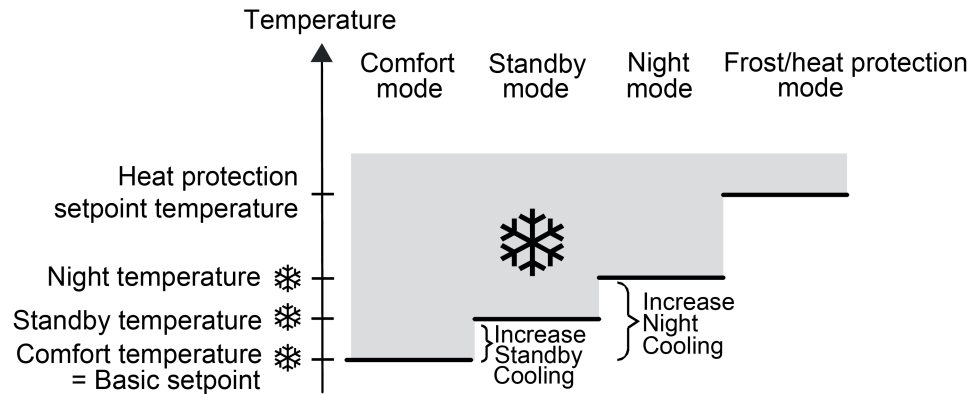 Temperature
Comfort
mode
Standby
mode
Night
mode
Frost/heat protection
mode
Heat protection
setpoint temperature
Night temperature
Standby temperature
Comfort temperature
= Basic setpoint
Increase
Standby
Cooling
Increase
Night
Cooling